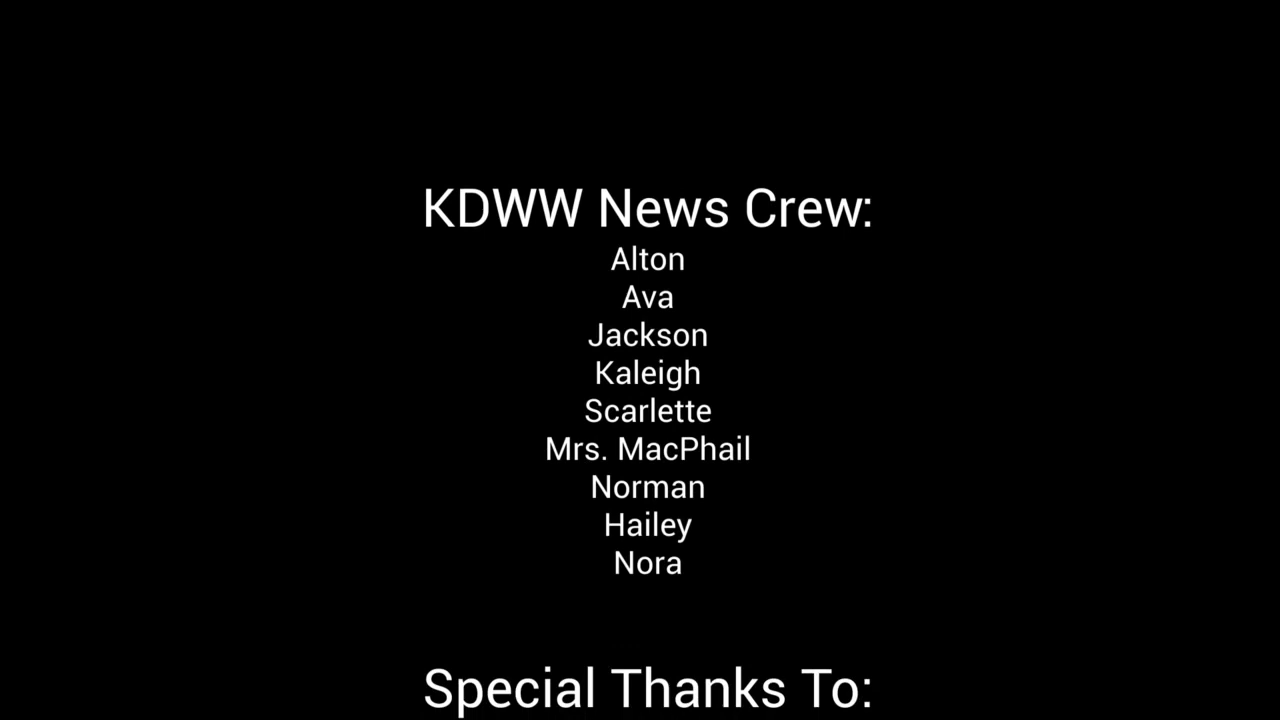 KDWW News Crew:
Alton
Ava
Jackson
Kaleigh
Scarlette
Mrs. MacPhail
Norman
Hailey
Nora
Special Thanks To: